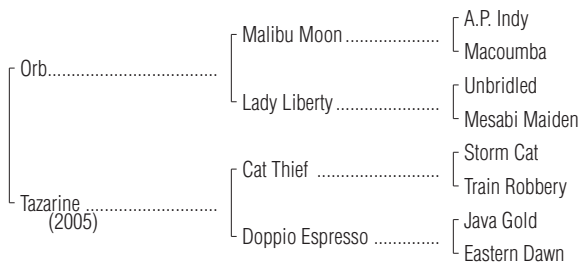 A.P. Indy
Malibu Moon
Macoumba
Orb
Unbridled
Lady Liberty
Mesabi Maiden
Storm Cat
Cat Thief
Train Robbery
Tazarine
(2005)
Java Gold
Doppio Espresso
Eastern Dawn